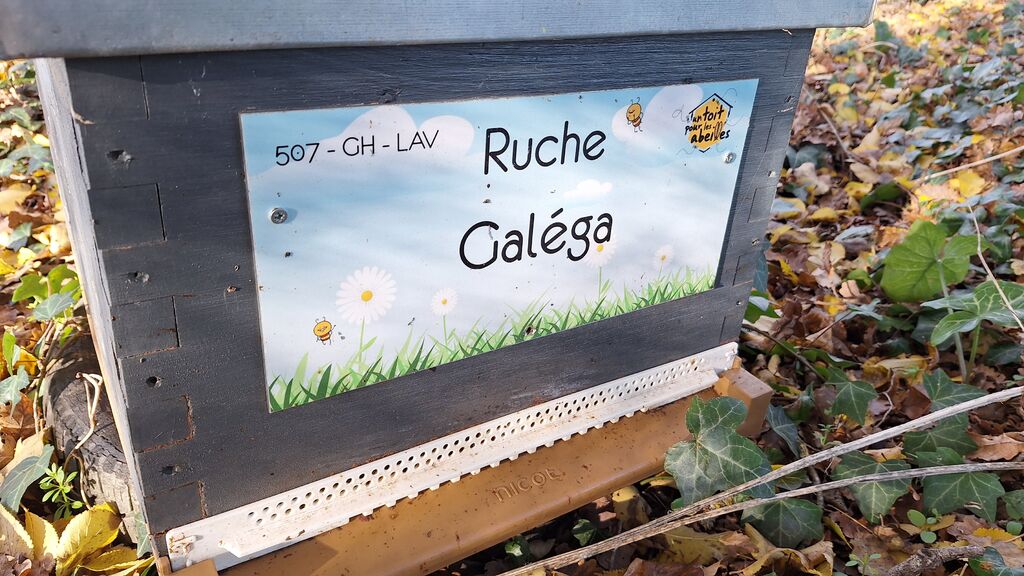 507 - GH - LAV
Ruche
Galéga
un toit
pour les
abeilles
NICOT